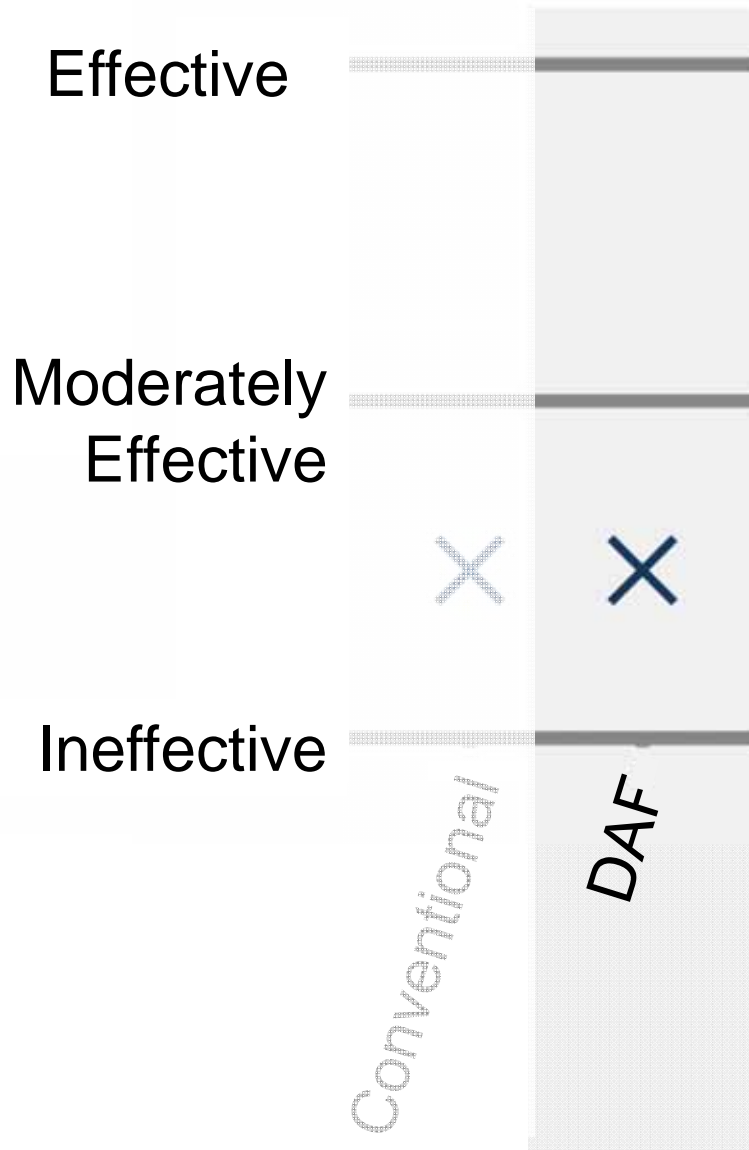 Effective
Moderately
Effective
Ineffective
Conventional
DAF